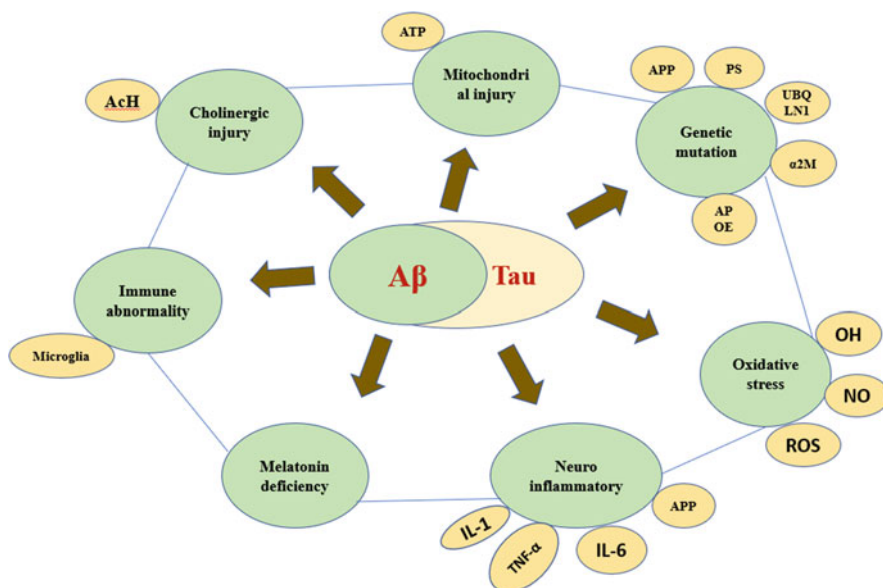 ATP
Mitochondri
al injury
APP
PS
UBQ
LN1
AcH
Cholinergic
injury
Genetic
mutation
α2M
AP
OE
Aβ
Tau
Immune
abnormality
Microglia
OH
Oxidative
stress
NO
ROS
Melatonin
deficiency
Neuro
inflammatory
APP
IL-1
TNF-α
IL-6